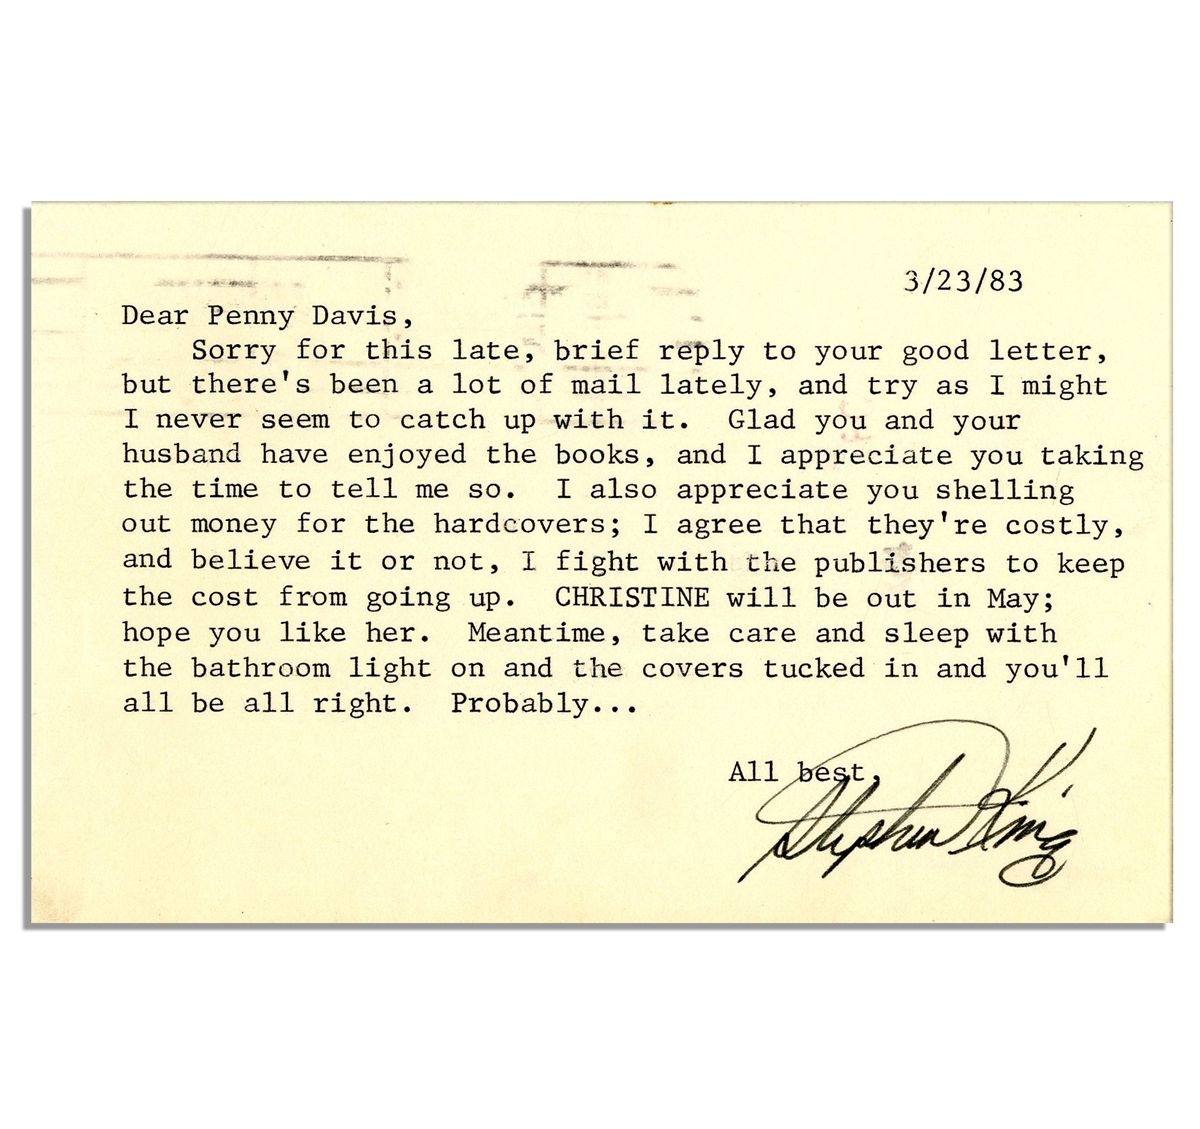 3/23/83
Dear Penny Davis,
Sorry for this late, brief reply to your good letter,
but there's been a lot of mail lately, and try as I might
I never seem to catch up with it. Glad you and your
husband have enjoyed the books, and I appreciate you taking
the time to tell me so. I also appreciate you shelling
out money for the hardcovers; I agree that they're costly,
and believe it or not, I fight with the publishers to keep
the cost from going up. CHRISTINE will be out in May;
hope you like her. Meantime, take care and sleep with
the bathroom light on and the covers tucked in and you'll
all be all right. Probably...
All best,
Stephen King